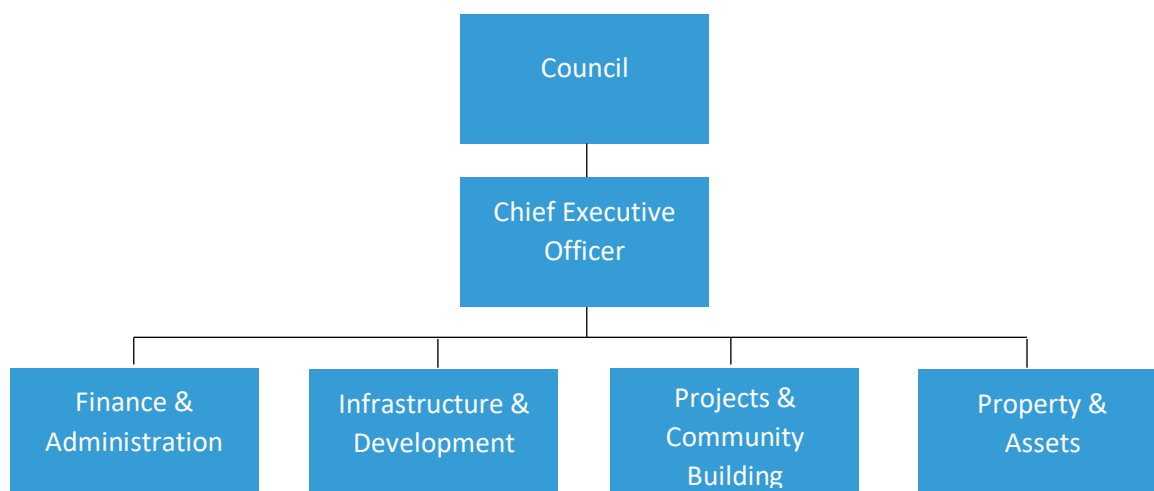 Council
Chief Executive
Officer
Finance &
Administration
Infrastructure &
Development
Projects &
Community
Building
Property &
Assets